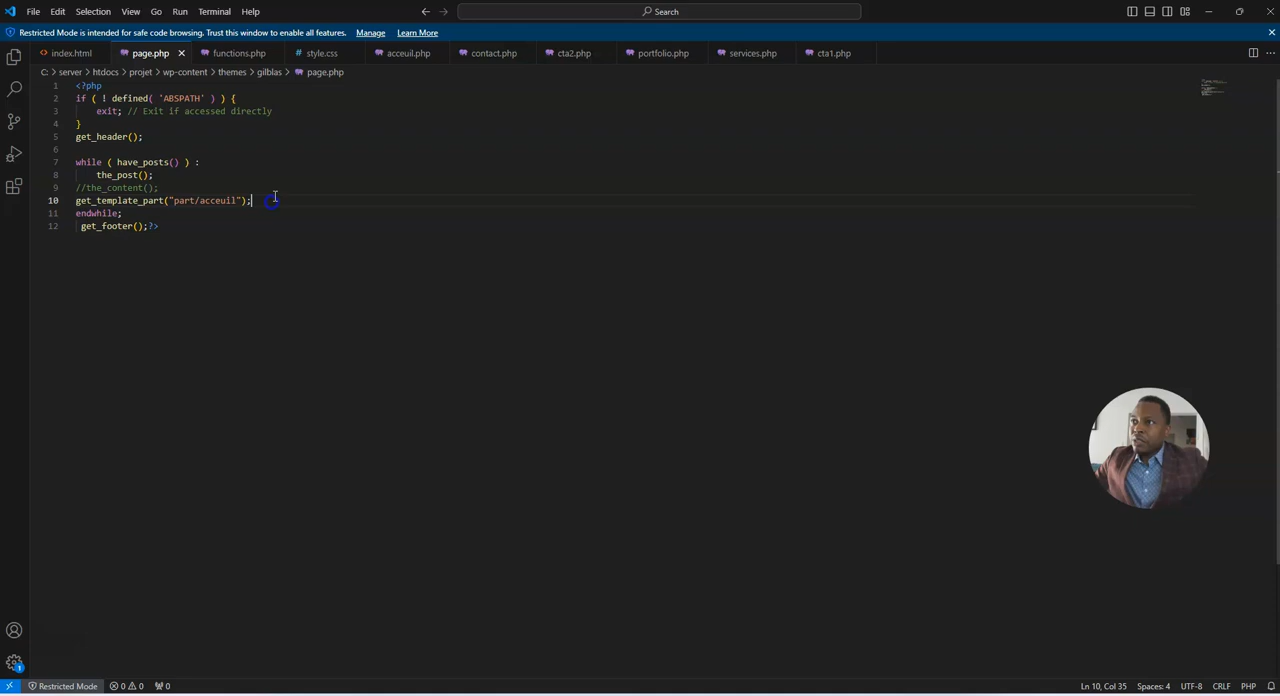 File Edit Selection View Go Run Terminal Help Search
Restricted Mode is intended for safe code browsing. Trust this window to enable all features. Manage Learn More
index.html page.php functions.php style.css acceuil.php contact.php cta2.php portfolio.php services.php cta1.php
C: > server > htdocs > projet > wp-content > themes > gilblas > page.php
1 <?php
2 if ( ! defined( 'ABSPATH' ) ) {
3 exit; // Exit if accessed directly
4 }
5 get_header();
6
7 while ( have_posts() ) :
8 the_post();
9 //the_content();
10 get_template_part("part/acceuil");
11 endwhile;
12 get_footer();?>
1
Restricted Mode 0 0 0 Ln 10, Col 35 Spaces: 4 UTF-8 CRLF PHP